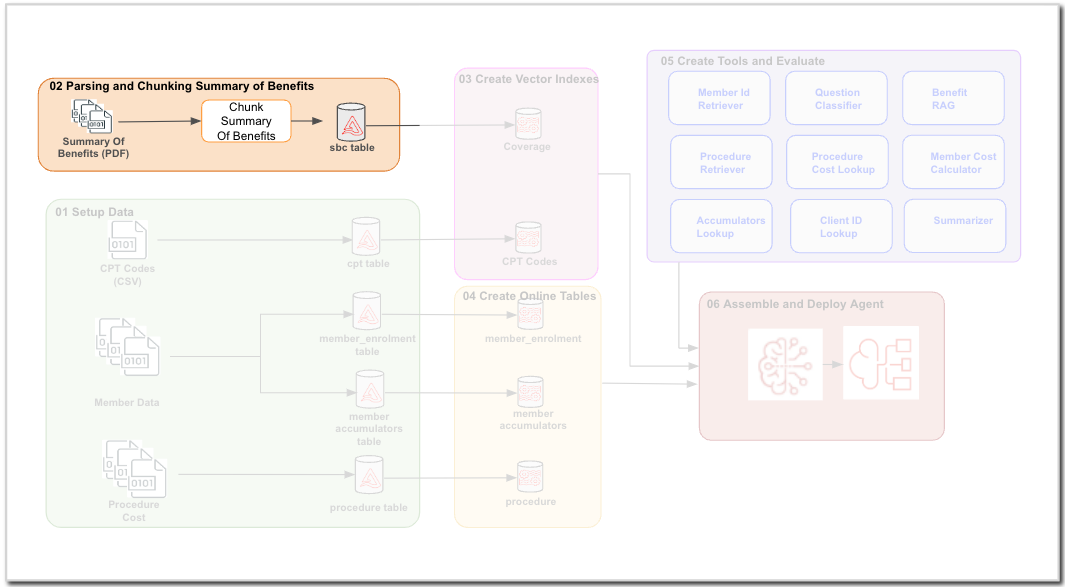 02 Parsing and Chunking Summary of Benefits
Summary Of
Benefits (PDF)
Chunk
Summary
Of Benefits
sbc table
01 Setup Data
0101
CPT Codes
(CSV)
cpt table
0101
Member Data
member_enrolment
table
member
accumulators
table
0101
Procedure
Cost
procedure table
03 Create Vector Indexes
Coverage
CPT Codes
04 Create Online Tables
member_enrolment
member
accumulators
procedure
05 Create Tools and Evaluate
Member Id
Retriever
Question
Classifier
Benefit
RAG
Procedure
Retriever
Procedure
Cost Lookup
Member Cost
Calculator
Accumulators
Lookup
Client ID
Lookup
Summarizer
06 Assemble and Deploy Agent